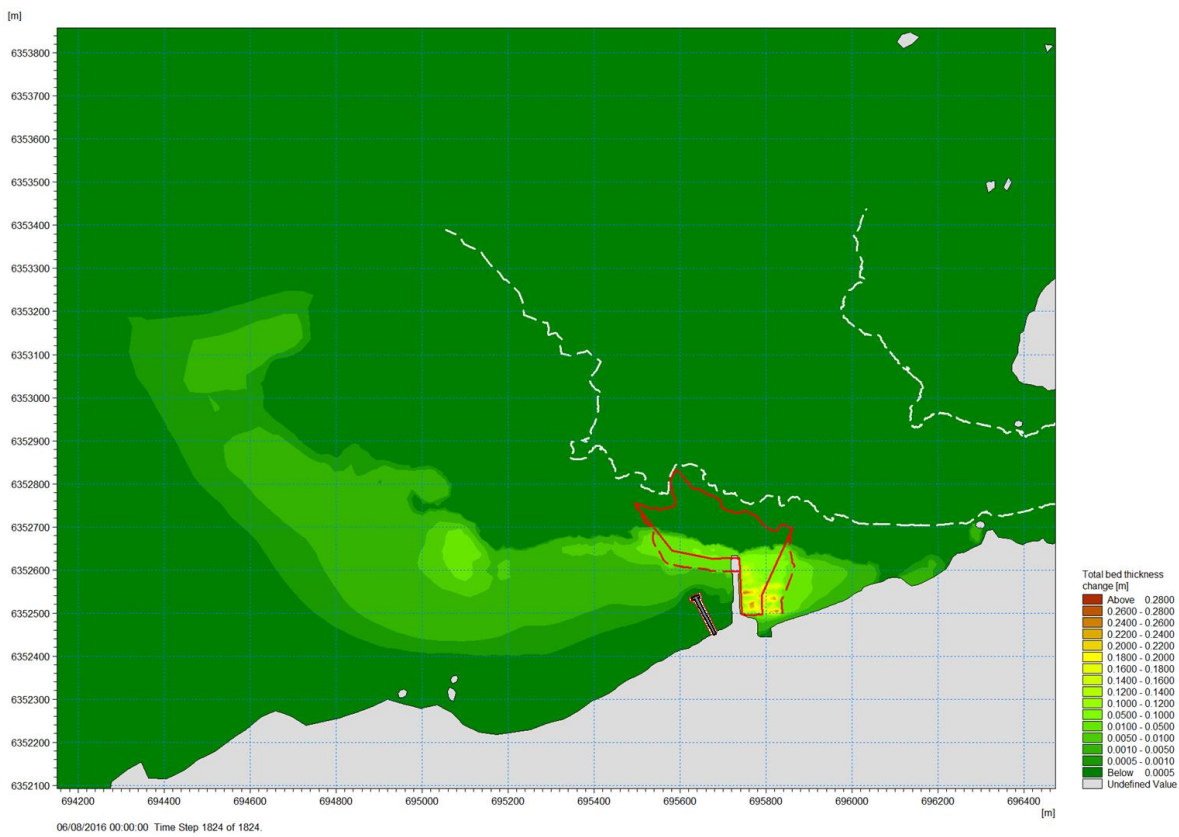 [m]
6353800
6353700
6353600
6353500
6353400
6353300
6353200
6353100
6353000
6352900
6352800
6352700
6352600
6352500
6352400
6352300
6352200
6352100
694200 694400 694600 694800 695000 695200 695400 695600 695800 696000 696200 696400
[m]
Total bed thickness
change [m]
Above 0.2800
0.2600 - 0.2800
0.2400 - 0.2600
0.2200 - 0.2400
0.2000 - 0.2200
0.1800 - 0.2000
0.1600 - 0.1800
0.1400 - 0.1600
0.1200 - 0.1400
0.1000 - 0.1200
0.0500 - 0.1000
0.0100 - 0.0500
0.0050 - 0.0100
0.0010 - 0.0050
0.0005 - 0.0010
Below 0.0005
Undefined Value
06/08/2016 00:00:00 Time Step 1824 of 1824.